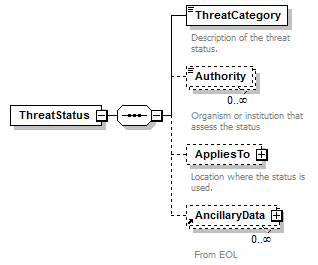 ThreatCategory
Description of the threat
status.
Authority
0..∞
Organism or institution that
assess the status
ThreatStatus
AppliesTo
Location where the status is
used.
AncillaryData
0..∞
From EOL